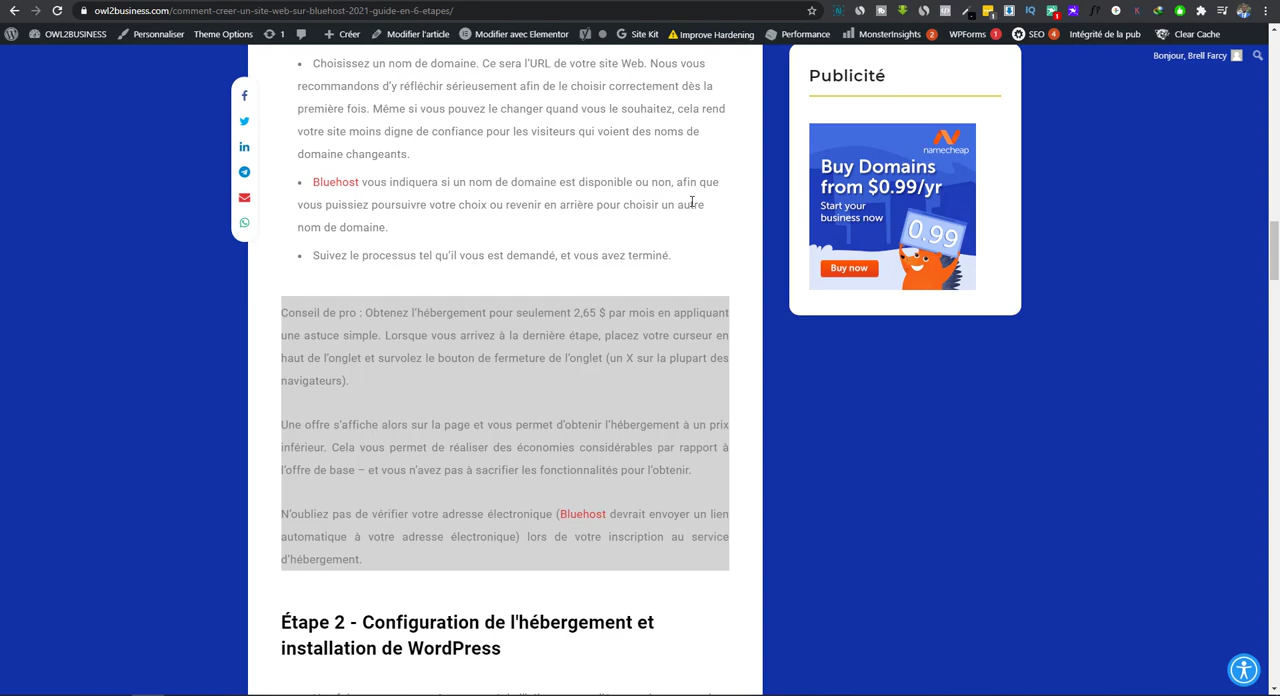 owl2business.com/comment-creer-un-site-web-sur-bluehost-2021-guide-en-6-etapes/
OWL2BUSINESS Personnaliser Theme Options 1 Créer Modifier l'article Modifier avec Elementor Site Kit Improve Hardening Performance MonsterInsights 2 WPForms 1 SEO 4 Intégrité de la pub Clear Cache
Bonjour, Brell Farcy
Choisissez un nom de domaine. Ce sera l'URL de votre site Web. Nous vous
recommandons d'y réfléchir sérieusement afin de le choisir correctement dès la
première fois. Même si vous pouvez le changer quand vous le souhaitez, cela rend
votre site moins digne de confiance pour les visiteurs qui voient des noms de
domaine changeants.
Bluehost vous indiquera si un nom de domaine est disponible ou non, afin que
vous puissiez poursuivre votre choix ou revenir en arrière pour choisir un autre
nom de domaine.
Suivez le processus tel qu'il vous est demandé, et vous avez terminé.
Conseil de pro : Obtenez l'hébergement pour seulement 2,65 $ par mois en appliquant
une astuce simple. Lorsque vous arrivez à la dernière étape, placez votre curseur en
haut de l'onglet et survolez le bouton de fermeture de l'onglet (un X sur la plupart des
navigateurs).
Une offre s'affiche alors sur la page et vous permet d'obtenir l'hébergement à un prix
inférieur. Cela vous permet de réaliser des économies considérables par rapport à
l'offre de base – et vous n'avez pas à sacrifier les fonctionnalités pour l'obtenir.
N'oubliez pas de vérifier votre adresse électronique (Bluehost devrait envoyer un lien
automatique à votre adresse électronique) lors de votre inscription au service
d'hébergement.
Étape 2 - Configuration de l'hébergement et
installation de WordPress
Publicité
namecheap
Buy Domains
from $0.99/yr
Start your
business now
0.99
Buy now